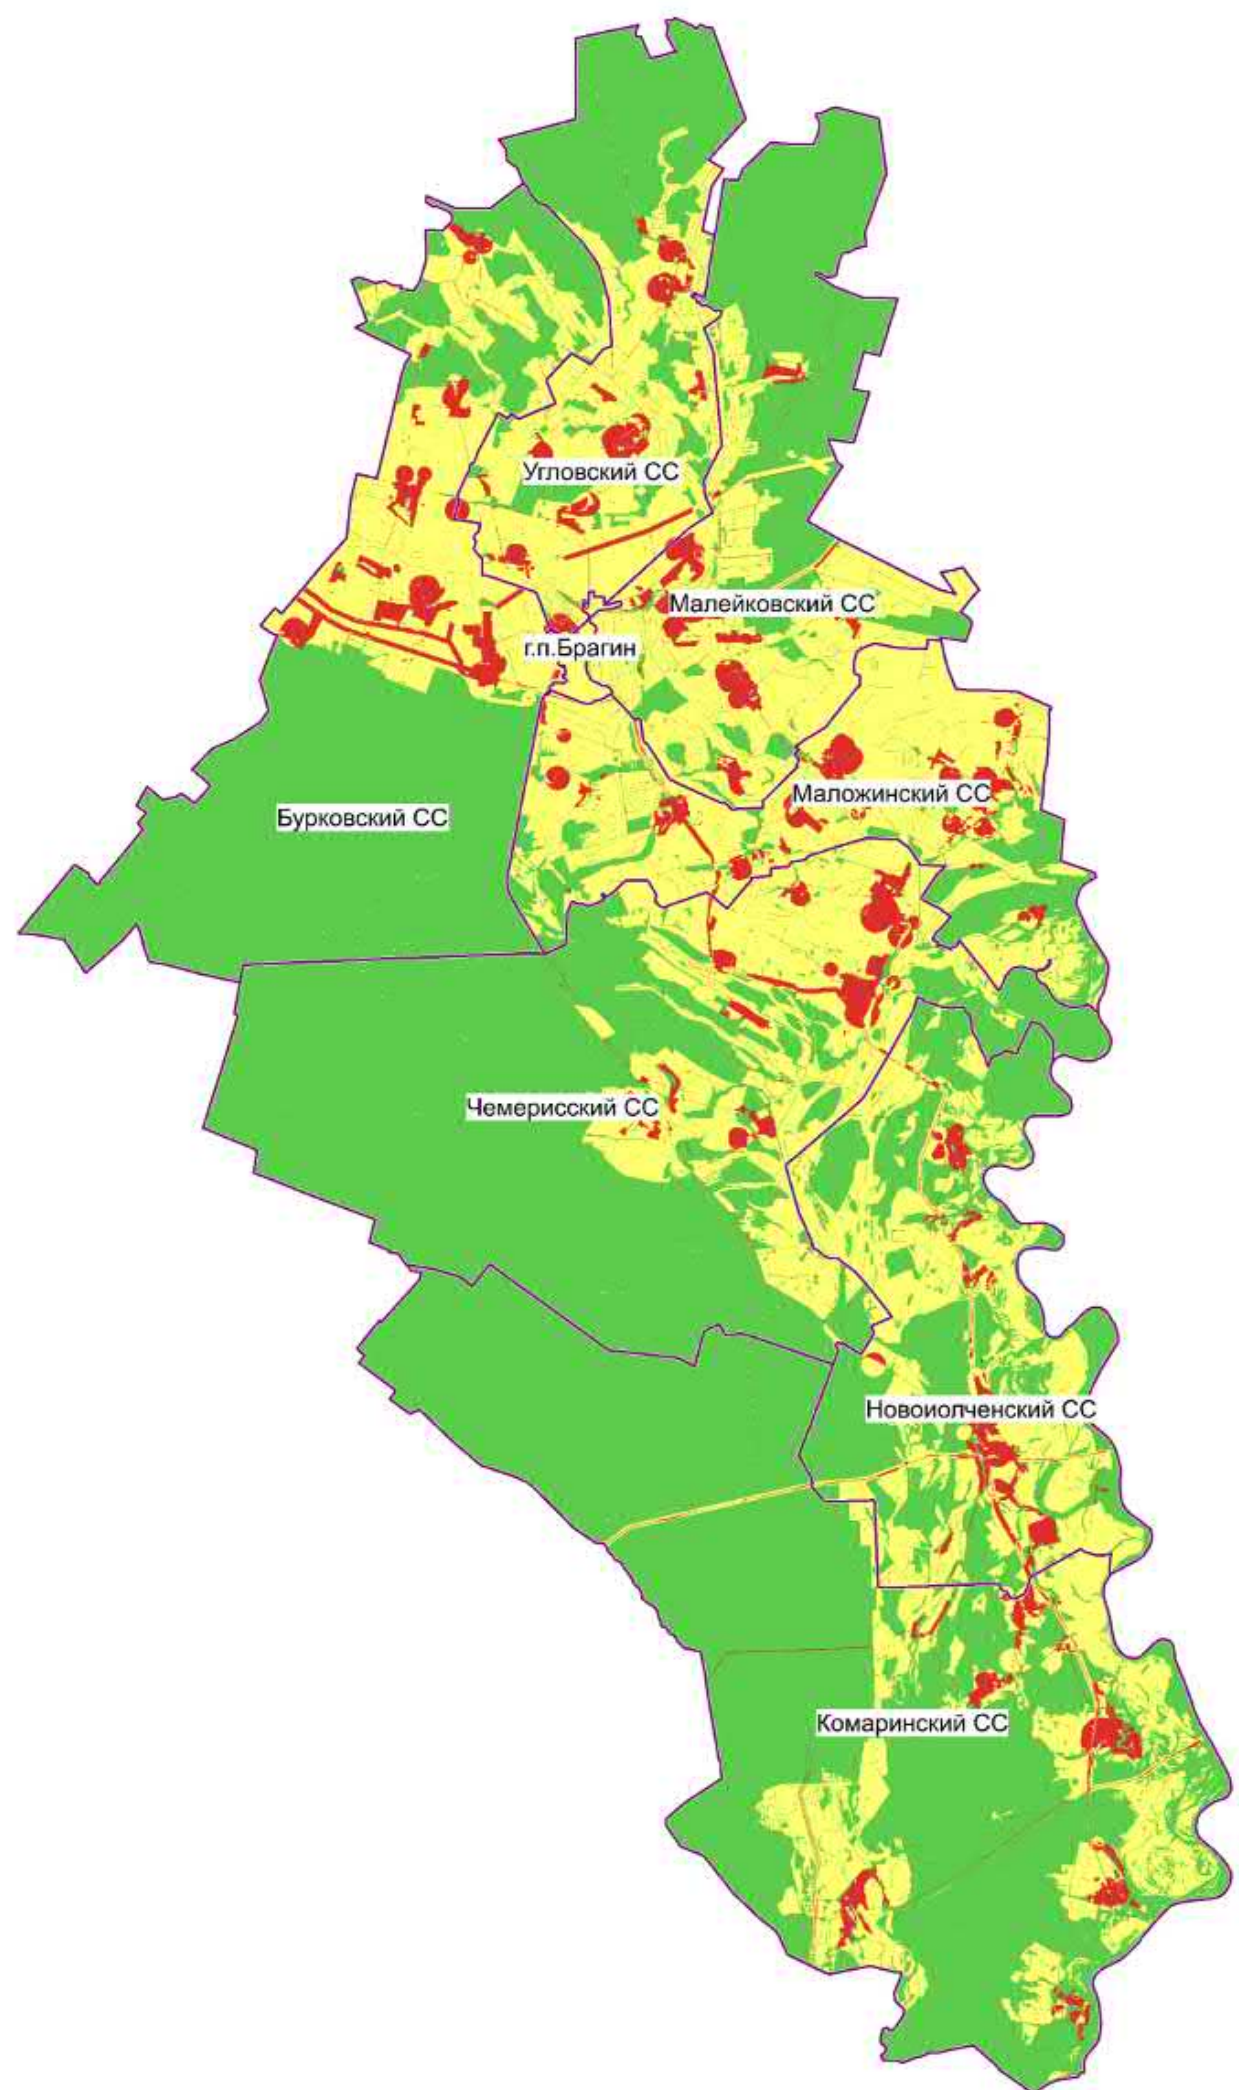 Угловский СС
Малейковский СС
г.п.Брагин
Маложинский СС
Бурковский СС
Чемерисский СС
Новоиолченский СС
Комаринский СС